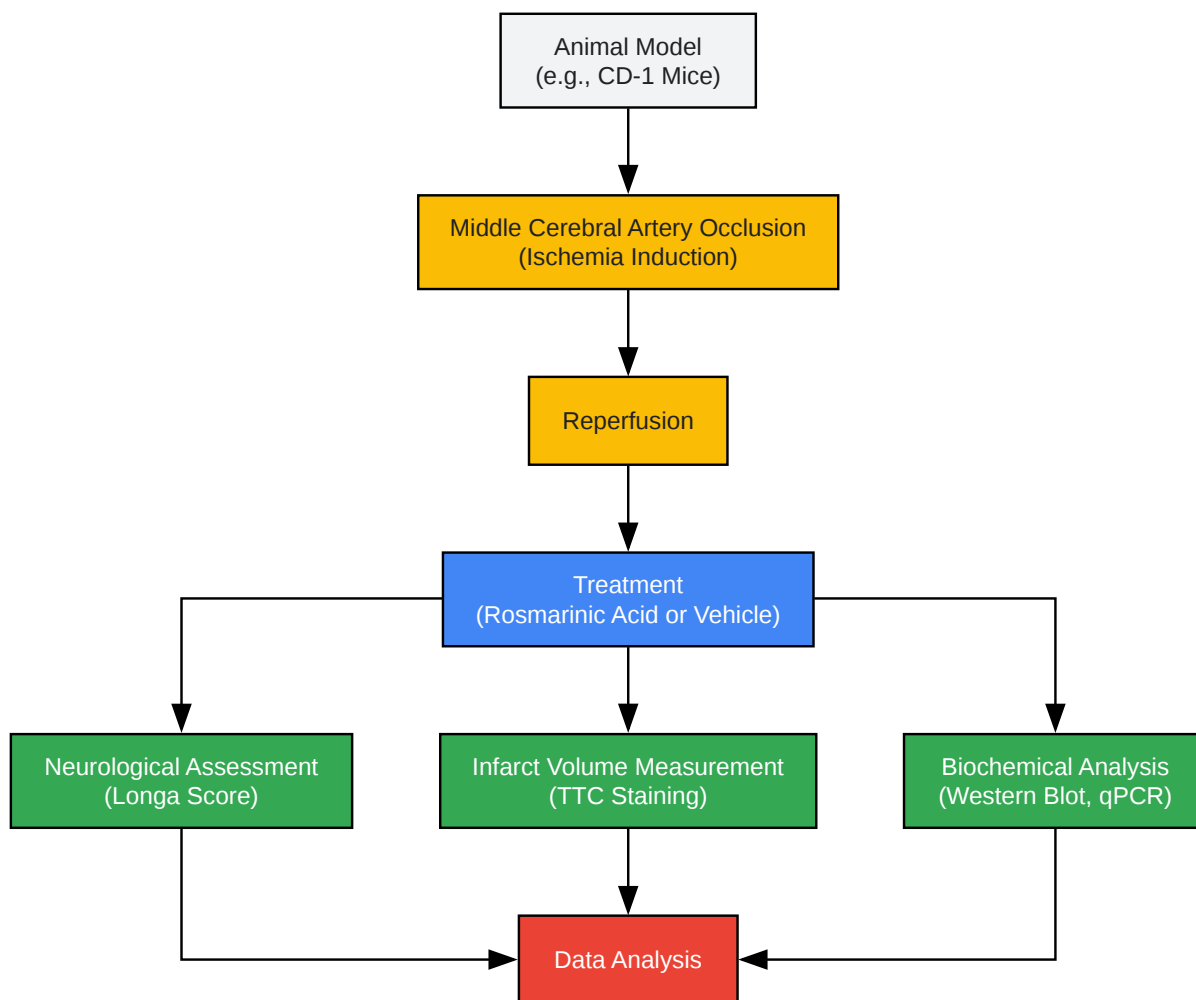 Animal Model
(e.g., CD-1 Mice)
Middle Cerebral Artery Occlusion
(Ischemia Induction)
Reperfusion
Treatment
(Rosmarinic Acid or Vehicle)
Neurological Assessment
(Longa Score)
Infarct Volume Measurement
(TTC Staining)
Biochemical Analysis
(Western Blot, qPCR)
Data Analysis